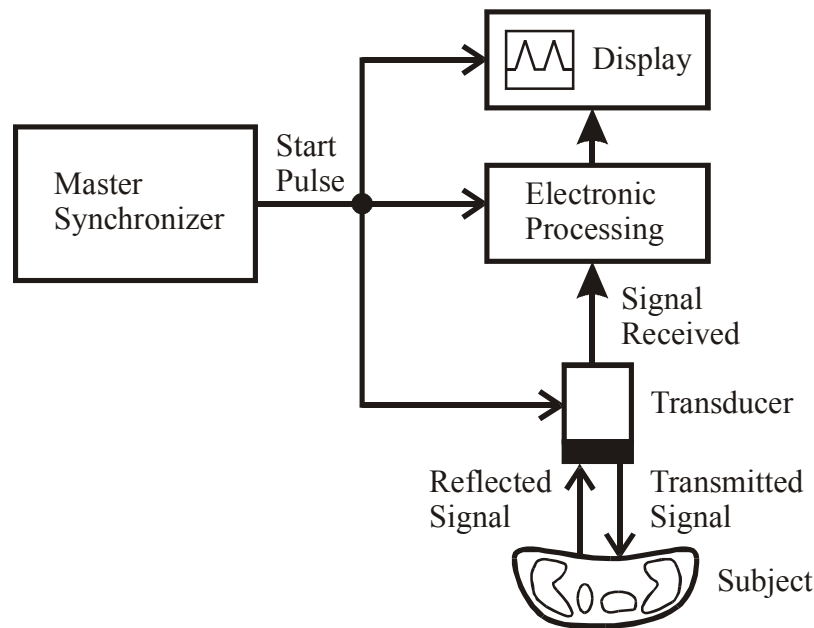 Display
Start
Pulse
Master
Synchronizer
Electronic
Processing
Signal
Received
Transducer
Reflected
Signal
Transmitted
Signal
Subject